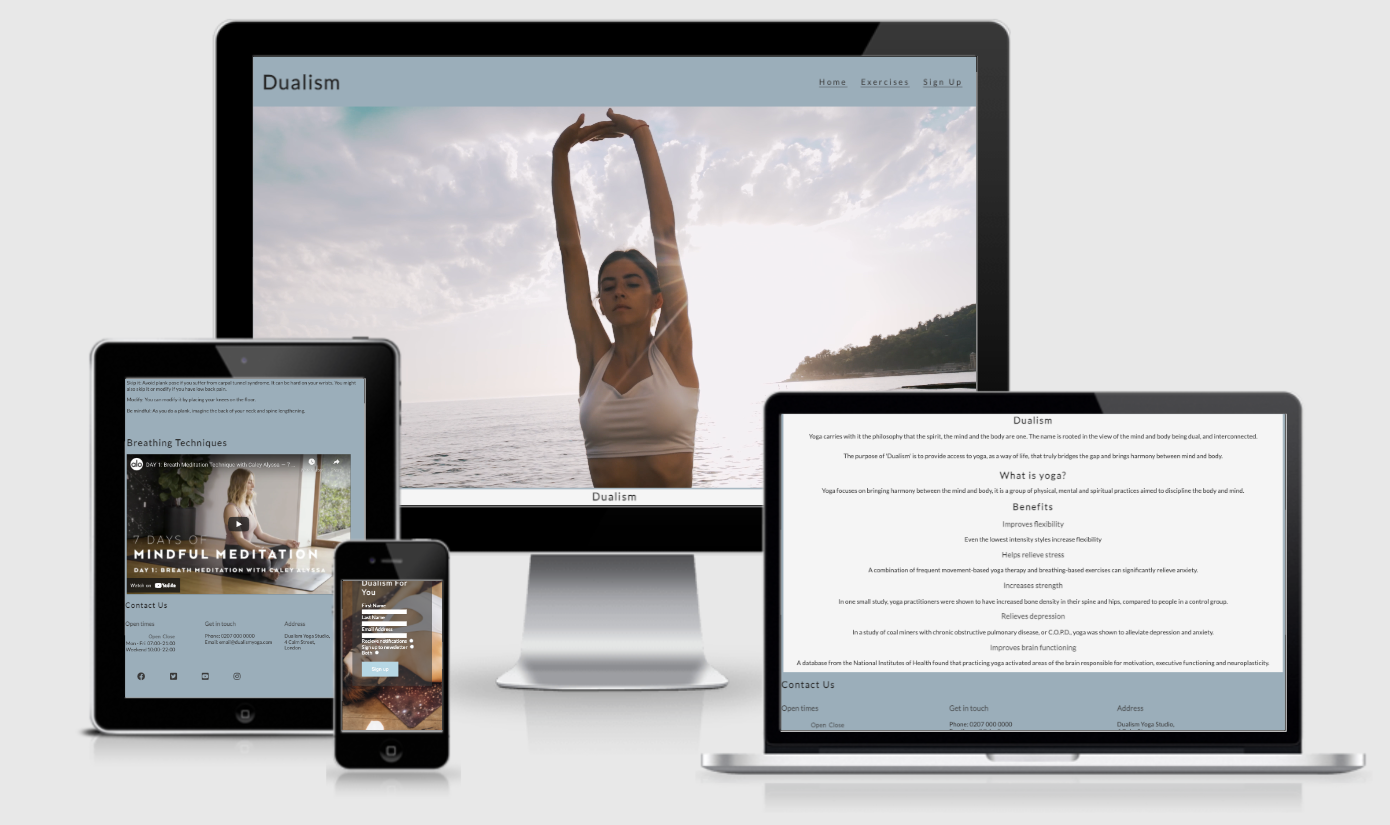 Dualism
Home Exercises Sign Up
Dualism
Skip it: Avoid plank pose if you suffer from carpal tunnel syndrome. It can be hard on your wrists. You might
also skip it or modify if you have low back pain.
Modify: You can modify it by placing your knees on the floor.
Be mindful: As you do a plank, imagine the back of your neck and spine lengthening.
Breathing Techniques
alo DAY 1: Breath Meditation Technique with Caley Alyssa — 7...
7 DAYS OF
MINDFUL MEDITATION
DAY 1: BREATH MEDITATION WITH CALEY ALYSSA
Watch on YouTube
Contact Us
Open times Get in touch Address
Open Close
Mon - Fri 07.00-21.00
Weekend 10.00-22.00
Phone: 0207 000 0000
Email: email@dualismyoga.com
Dualism Yoga Studio,
4 Calm Street,
London
Dualism For
You
First Name
Last Name
Email Address
Recieve notifications
Sign up to newsletter
Both
Sign up
Dualism
Yoga carries with it the philosophy that the spirit, the mind and the body are one. The name is rooted in the view of the mind and body being dual, and interconnected.
The purpose of 'Dualism' is to provide access to yoga, as a way of life, that truly bridges the gap and brings harmony between mind and body.
What is yoga?
Yoga focuses on bringing harmony between the mind and body, it is a group of physical, mental and spiritual practices aimed to discipline the body and mind.
Benefits
Improves flexibility
Even the lowest intensity styles increase flexibility
Helps relieve stress
A combination of frequent movement-based yoga therapy and breathing-based exercises can significantly relieve anxiety.
Increases strength
In one small study, yoga practitioners were shown to have increased bone density in their spine and hips, compared to people in a control group.
Relieves depression
In a study of coal miners with chronic obstructive pulmonary disease, or C.O.P.D., yoga was shown to alleviate depression and anxiety.
Improves brain functioning
A database from the National Institutes of Health found that practicing yoga activated areas of the brain responsible for motivation, executive functioning and neuroplasticity.
Contact Us
Open times Get in touch Address
Open Close
Phone: 0207 000 0000
Dualism Yoga Studio,